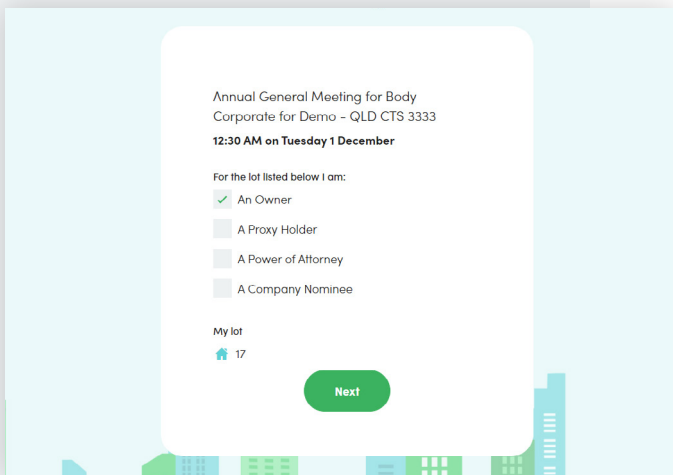 Annual General Meeting for Body
Corporate for Demo - QLD CTS 3333
12:30 AM on Tuesday 1 December
For the lot listed below I am:
An Owner
A Proxy Holder
A Power of Attorney
A Company Nominee
My lot
17
Next